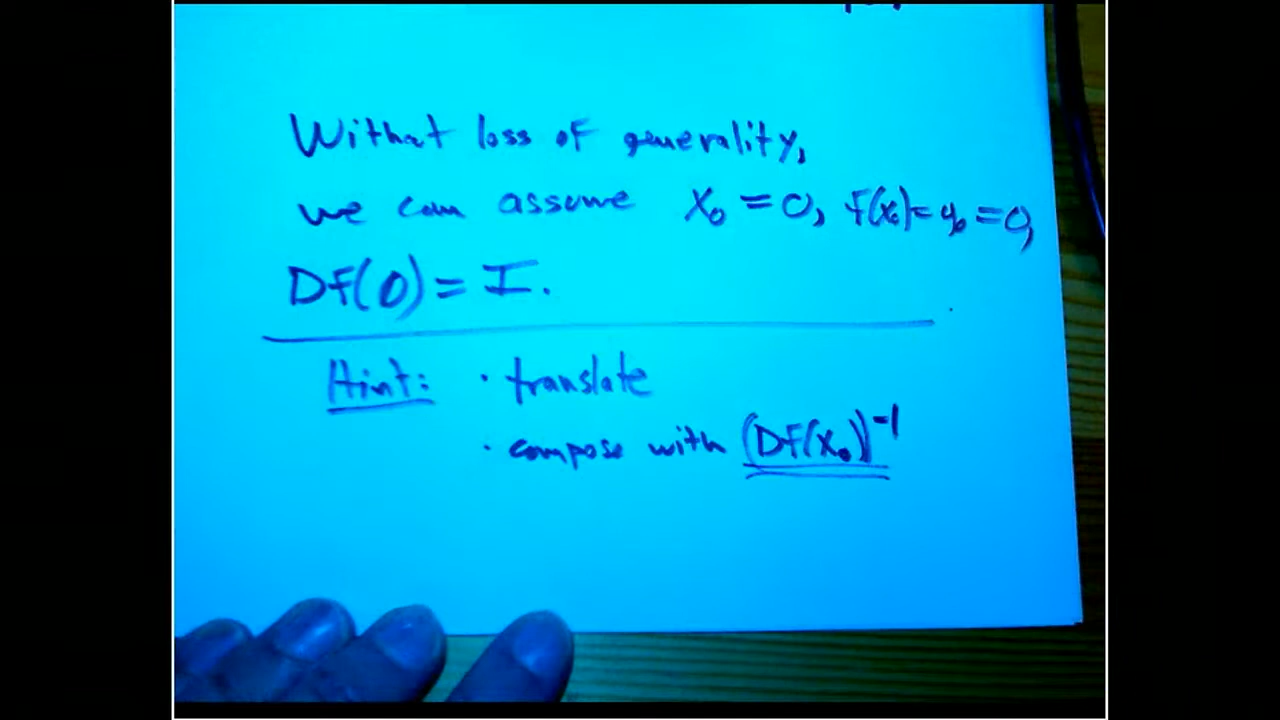 Without loss of generality,
we can assume x₀ = 0, f(x₀) = y₀ = 0,
Df(0) = I.
Hint: · translate
· compose with (Df(x₀))⁻¹